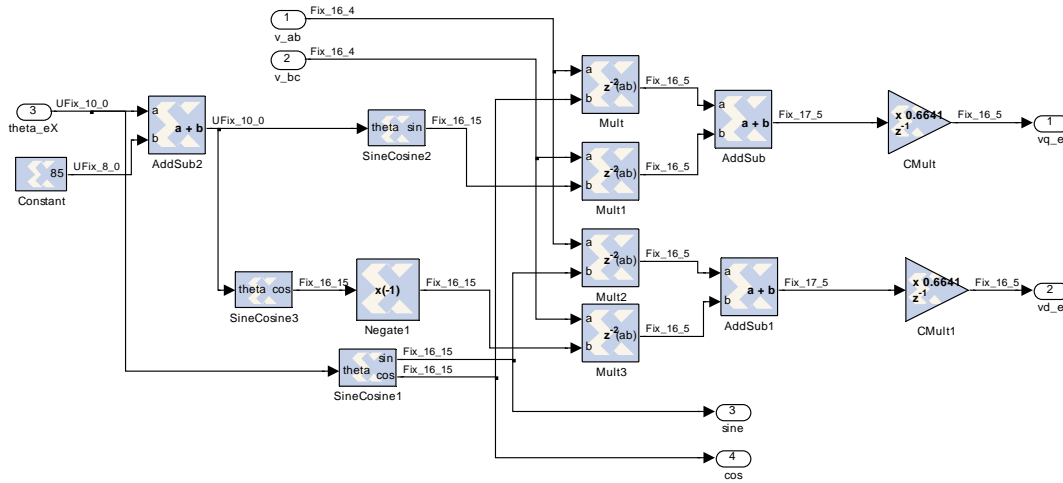 1
Fix_16_4
v_ab
2
Fix_16_4
v_bc
3
UFix_10_0
theta_eX
a
b
a + b
AddSub2
UFix_10_0
85
UFix_8_0
Constant
theta sin
Fix_16_15
SineCosine2
theta cos
Fix_16_15
SineCosine3
x(-1)
Fix_16_15
Negate1
theta
sin
cos
Fix_16_15
Fix_16_15
SineCosine1
a
b
z-2(ab)
Fix_16_5
Mult
a
b
z-2(ab)
Fix_16_5
Mult1
a
b
z-2(ab)
Fix_16_5
Mult2
a
b
z-2(ab)
Fix_16_5
Mult3
a
b
a + b
Fix_17_5
AddSub
x 0.6641
z-1
Fix_16_5
CMult
1
vq_e
a
b
a + b
Fix_17_5
AddSub1
x 0.6641
z-1
Fix_16_5
CMult1
2
vd_e
3
sine
4
cos